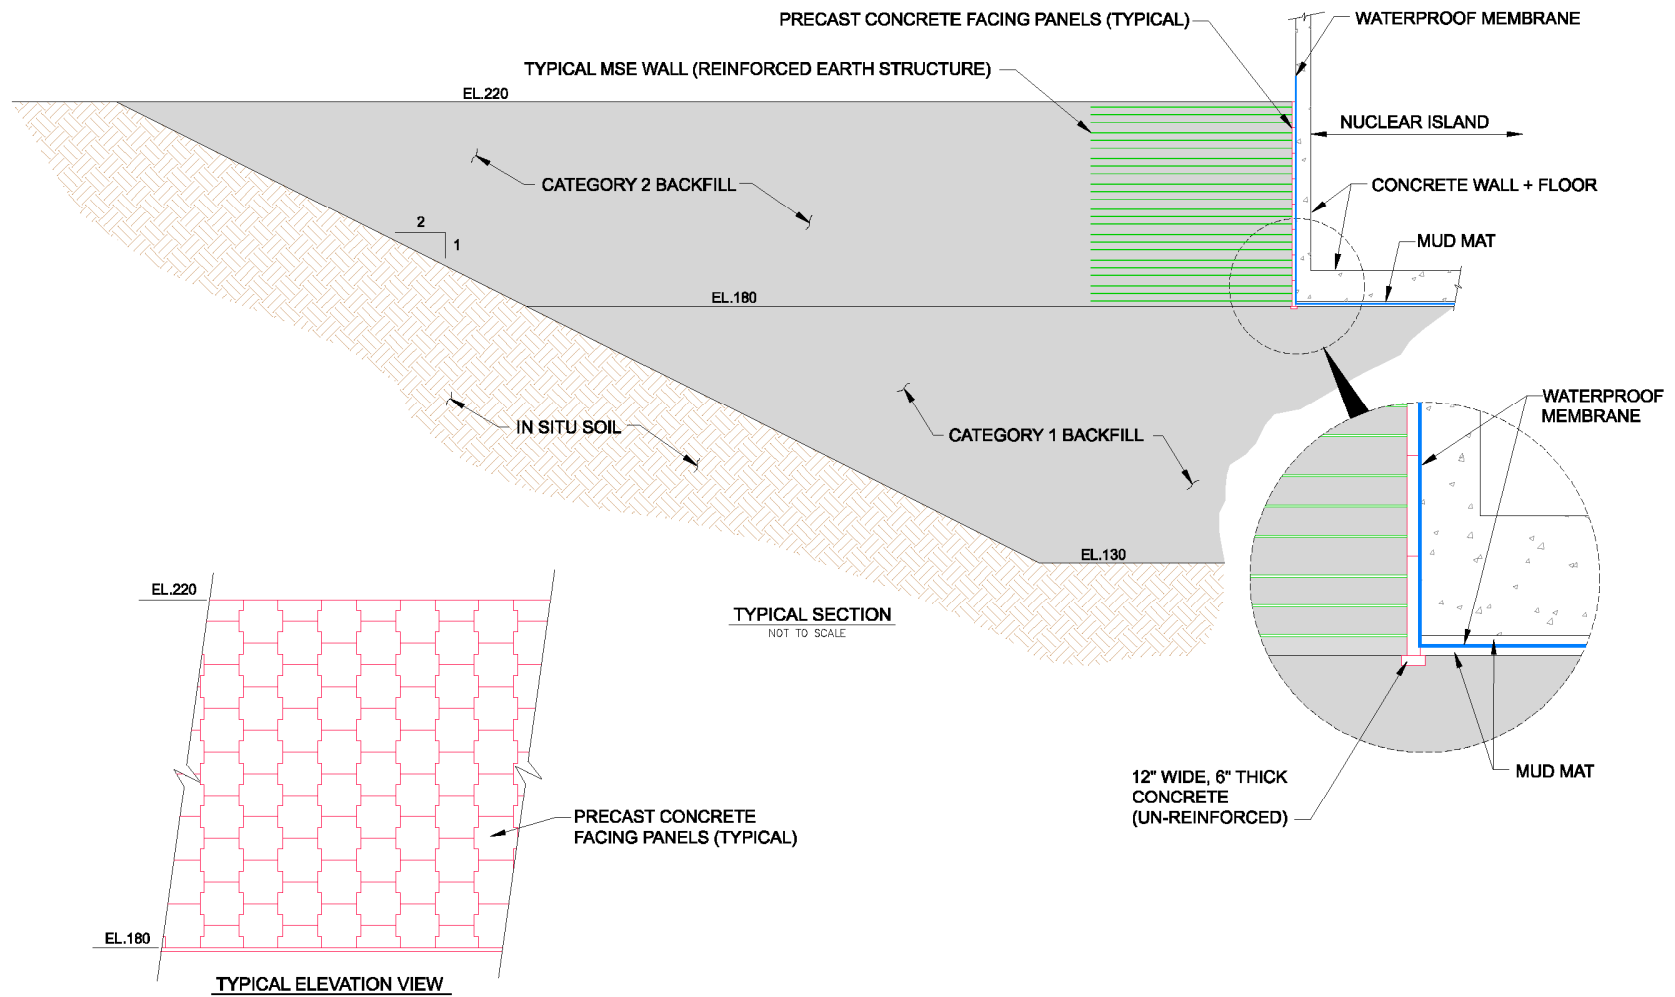 PRECAST CONCRETE FACING PANELS (TYPICAL)
WATERPROOF MEMBRANE
TYPICAL MSE WALL (REINFORCED EARTH STRUCTURE)
EL.220
NUCLEAR ISLAND
CATEGORY 2 BACKFILL
CONCRETE WALL + FLOOR
2
1
MUD MAT
EL.180
WATERPROOF
MEMBRANE
IN SITU SOIL
CATEGORY 1 BACKFILL
EL.130
EL.220
TYPICAL SECTION
NOT TO SCALE
12" WIDE, 6" THICK
CONCRETE
(UN-REINFORCED)
MUD MAT
PRECAST CONCRETE
FACING PANELS (TYPICAL)
EL.180
TYPICAL ELEVATION VIEW